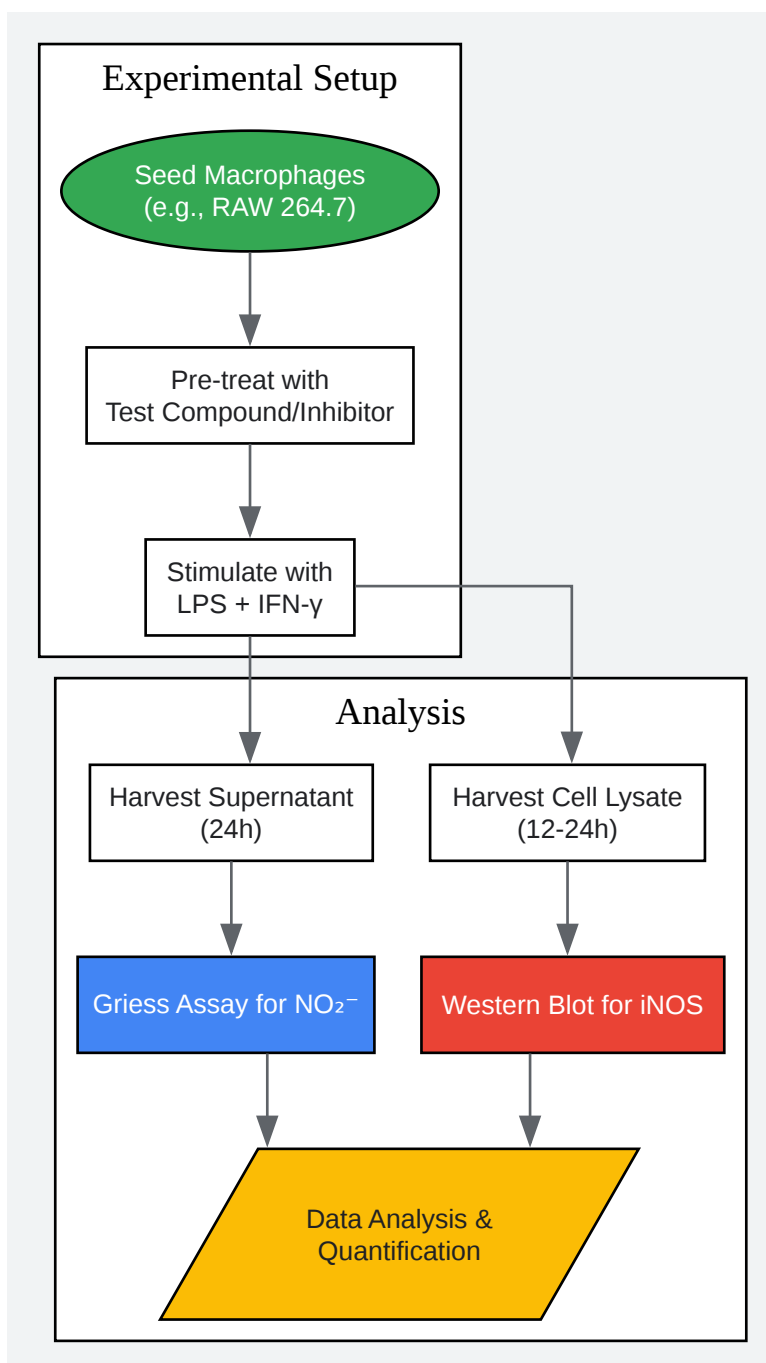 Experimental Setup
Seed Macrophages
(e.g., RAW 264.7)
Pre-treat with
Test Compound/Inhibitor
Stimulate with
LPS + IFN-γ
Analysis
Harvest Supernatant
(24h)
Harvest Cell Lysate
(12-24h)
Griess Assay for NO₂⁻
Western Blot for iNOS
Data Analysis &
Quantification